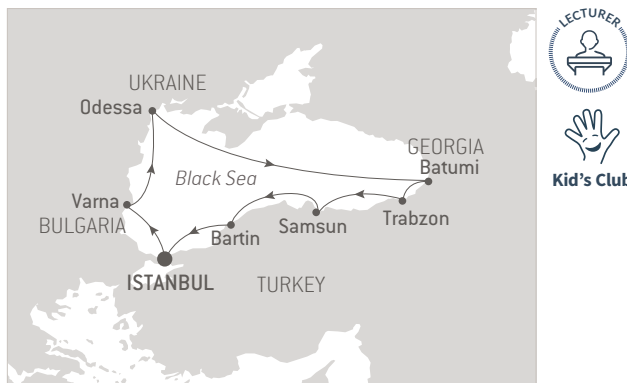 LECTURER
UKRAINE
Odessa
GEORGIA
Batumi
Black Sea
Kid's Club
Varna
BULGARIA
Trabzon
Samsun
Bartin
ISTANBUL
TURKEY